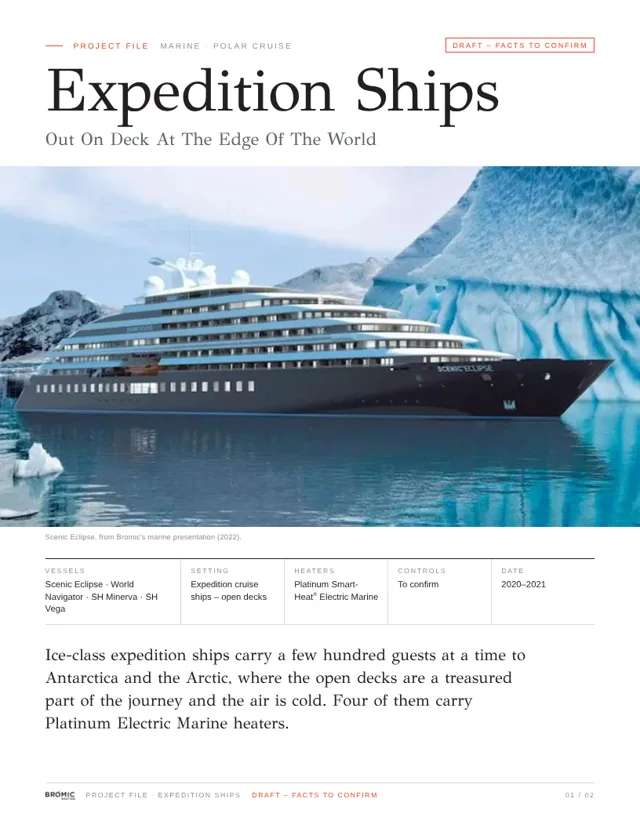 PROJECT FILE MARINE · POLAR CRUISE
DRAFT – FACTS TO CONFIRM
Expedition Ships
Out On Deck At The Edge Of The World
SCENIC ECLIPSE
Scenic Eclipse, from Bromic's marine presentation (2022).
VESSELS
Scenic Eclipse · World
Navigator · SH Minerva · SH
Vega
SETTING
Expedition cruise
ships – open decks
HEATERS
Platinum Smart-
Heat® Electric Marine
CONTROLS
To confirm
DATE
2020–2021
Ice-class expedition ships carry a few hundred guests at a time to
Antarctica and the Arctic, where the open decks are a treasured
part of the journey and the air is cold. Four of them carry
Platinum Electric Marine heaters.
BROMIC
PROJECT FILE · EXPEDITION SHIPS DRAFT – FACTS TO CONFIRM
01 / 02